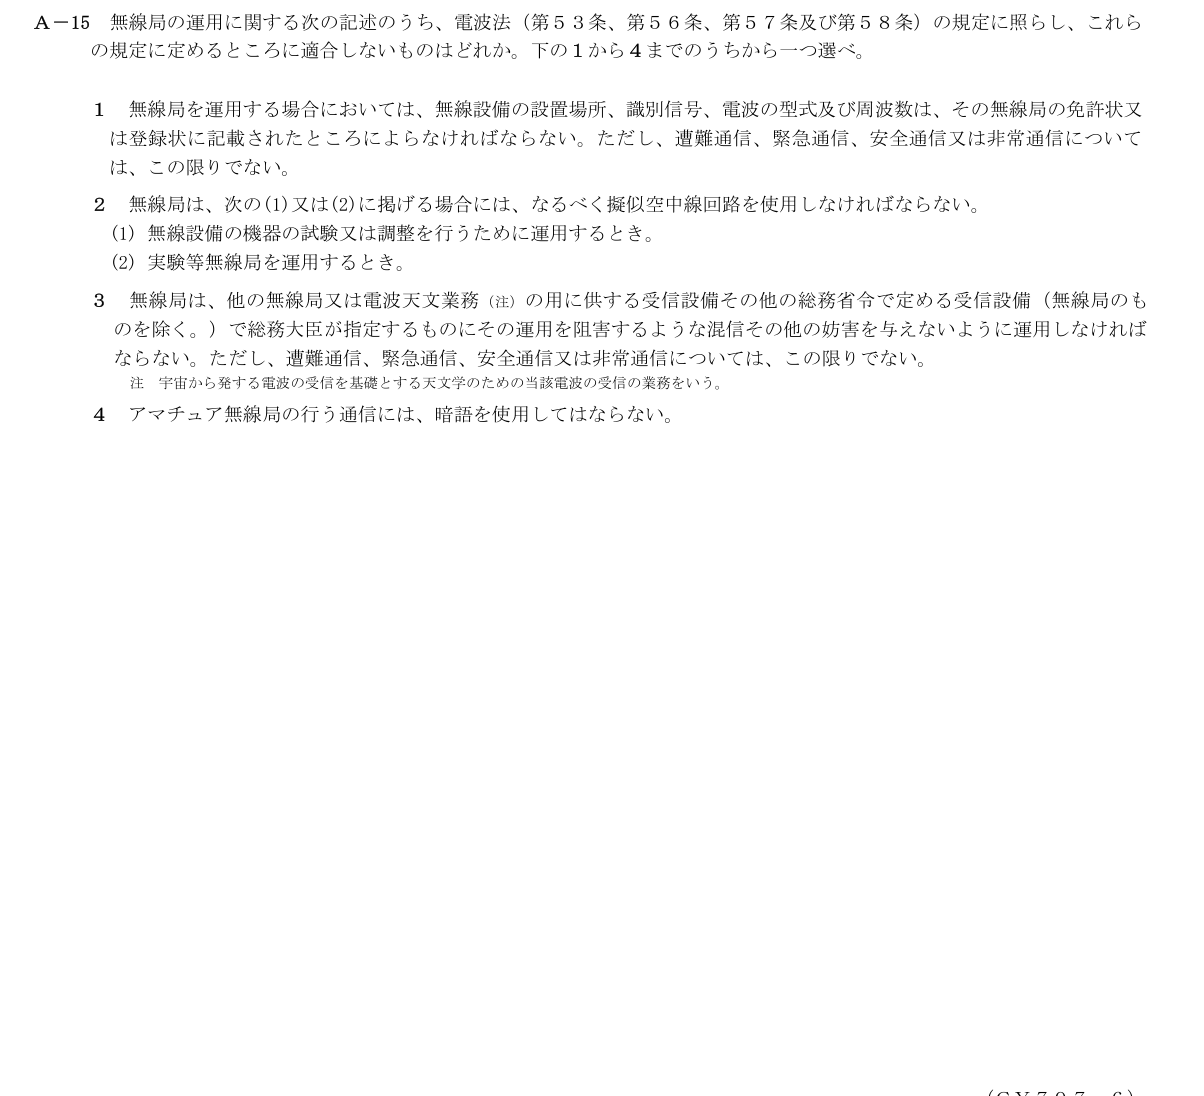 A－15　無線局の運用に関する次の記述のうち、電波法（第５３条、第５６条、第５７条及び第５８条）の規定に照らし、これら
の規定に定めるところに適合しないものはどれか。下の１から４までのうちから一つ選べ。
１　無線局を運用する場合においては、無線設備の設置場所、識別信号、電波の型式及び周波数は、その無線局の免許状又
は登録状に記載されたところによらなければならない。ただし、遭難通信、緊急通信、安全通信又は非常通信について
は、この限りでない。
２　無線局は、次の(1)又は(2)に掲げる場合には、なるべく擬似空中線回路を使用しなければならない。
(1) 無線設備の機器の試験又は調整を行うために運用するとき。
(2) 実験等無線局を運用するとき。
３　無線局は、他の無線局又は電波天文業務（注）の用に供する受信設備その他の総務省令で定める受信設備（無線局のも
のを除く。）で総務大臣が指定するものにその運用を阻害するような混信その他の妨害を与えないように運用しなければ
ならない。ただし、遭難通信、緊急通信、安全通信又は非常通信については、この限りでない。
注　宇宙から発する電波の受信を基礎とする天文学のための当該電波の受信の業務をいう。
４　アマチュア無線局の行う通信には、暗語を使用してはならない。